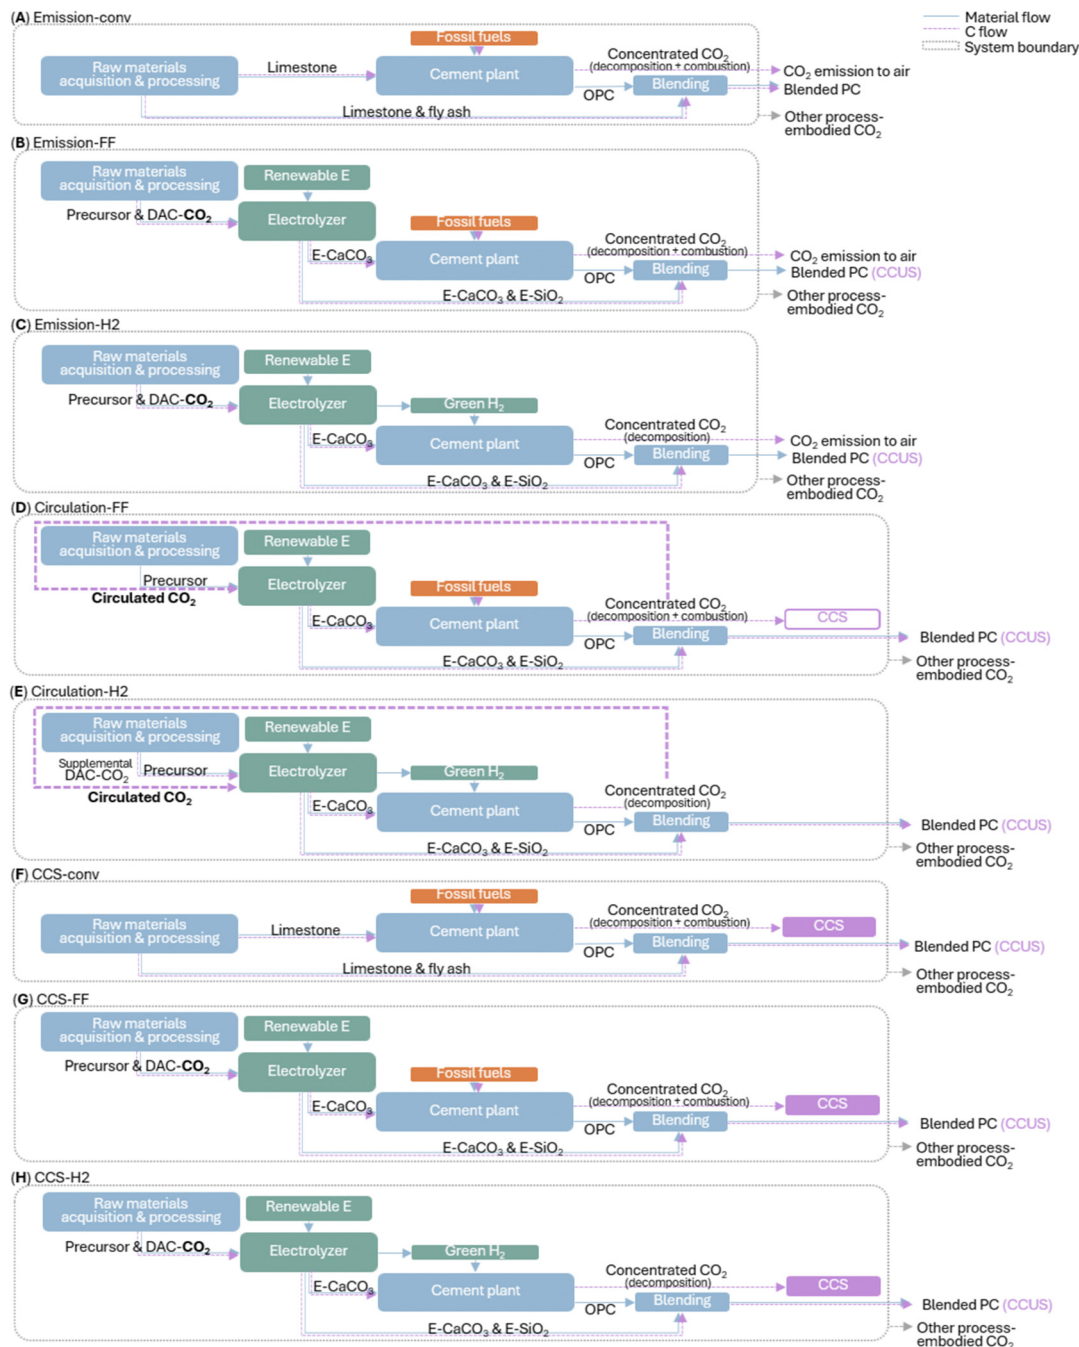 (A) Emission-conv
Material flow
C flow
System boundary
Fossil fuels
Raw materials
acquisition & processing
Limestone
Cement plant
Concentrated CO₂
(decomposition + combustion)
OPC
Blending
CO₂ emission to air
Blended PC
Limestone & fly ash
Other process-
embodied CO₂
(B) Emission-FF
Raw materials
acquisition & processing
Renewable E
Precursor & DAC-CO₂
Electrolyzer
Fossil fuels
E-CaCO₃
Cement plant
Concentrated CO₂
(decomposition + combustion)
OPC
Blending
CO₂ emission to air
Blended PC (CCUS)
E-CaCO₃ & E-SiO₂
Other process-
embodied CO₂
(C) Emission-H2
Raw materials
acquisition & processing
Renewable E
Precursor & DAC-CO₂
Electrolyzer
Green H₂
E-CaCO₃
Cement plant
Concentrated CO₂
(decomposition)
OPC
Blending
CO₂ emission to air
Blended PC (CCUS)
E-CaCO₃ & E-SiO₂
Other process-
embodied CO₂
(D) Circulation-FF
Raw materials
acquisition & processing
Renewable E
Precursor
Circulated CO₂
Electrolyzer
Fossil fuels
E-CaCO₃
Cement plant
Concentrated CO₂
(decomposition + combustion)
CCS
OPC
Blending
Blended PC (CCUS)
E-CaCO₃ & E-SiO₂
Other process-
embodied CO₂
(E) Circulation-H2
Raw materials
acquisition & processing
Renewable E
Supplemental
DAC-CO₂
Precursor
Circulated CO₂
Electrolyzer
Green H₂
E-CaCO₃
Cement plant
Concentrated CO₂
(decomposition)
OPC
Blending
Blended PC (CCUS)
E-CaCO₃ & E-SiO₂
Other process-
embodied CO₂
(F) CCS-conv
Fossil fuels
Raw materials
acquisition & processing
Limestone
Cement plant
Concentrated CO₂
(decomposition + combustion)
CCS
OPC
Blending
Blended PC (CCUS)
Limestone & fly ash
Other process-
embodied CO₂
(G) CCS-FF
Raw materials
acquisition & processing
Renewable E
Precursor & DAC-CO₂
Electrolyzer
Fossil fuels
E-CaCO₃
Cement plant
Concentrated CO₂
(decomposition + combustion)
CCS
OPC
Blending
Blended PC (CCUS)
E-CaCO₃ & E-SiO₂
Other process-
embodied CO₂
(H) CCS-H2
Raw materials
acquisition & processing
Renewable E
Precursor & DAC-CO₂
Electrolyzer
Green H₂
E-CaCO₃
Cement plant
Concentrated CO₂
(decomposition)
CCS
OPC
Blending
Blended PC (CCUS)
E-CaCO₃ & E-SiO₂
Other process-
embodied CO₂